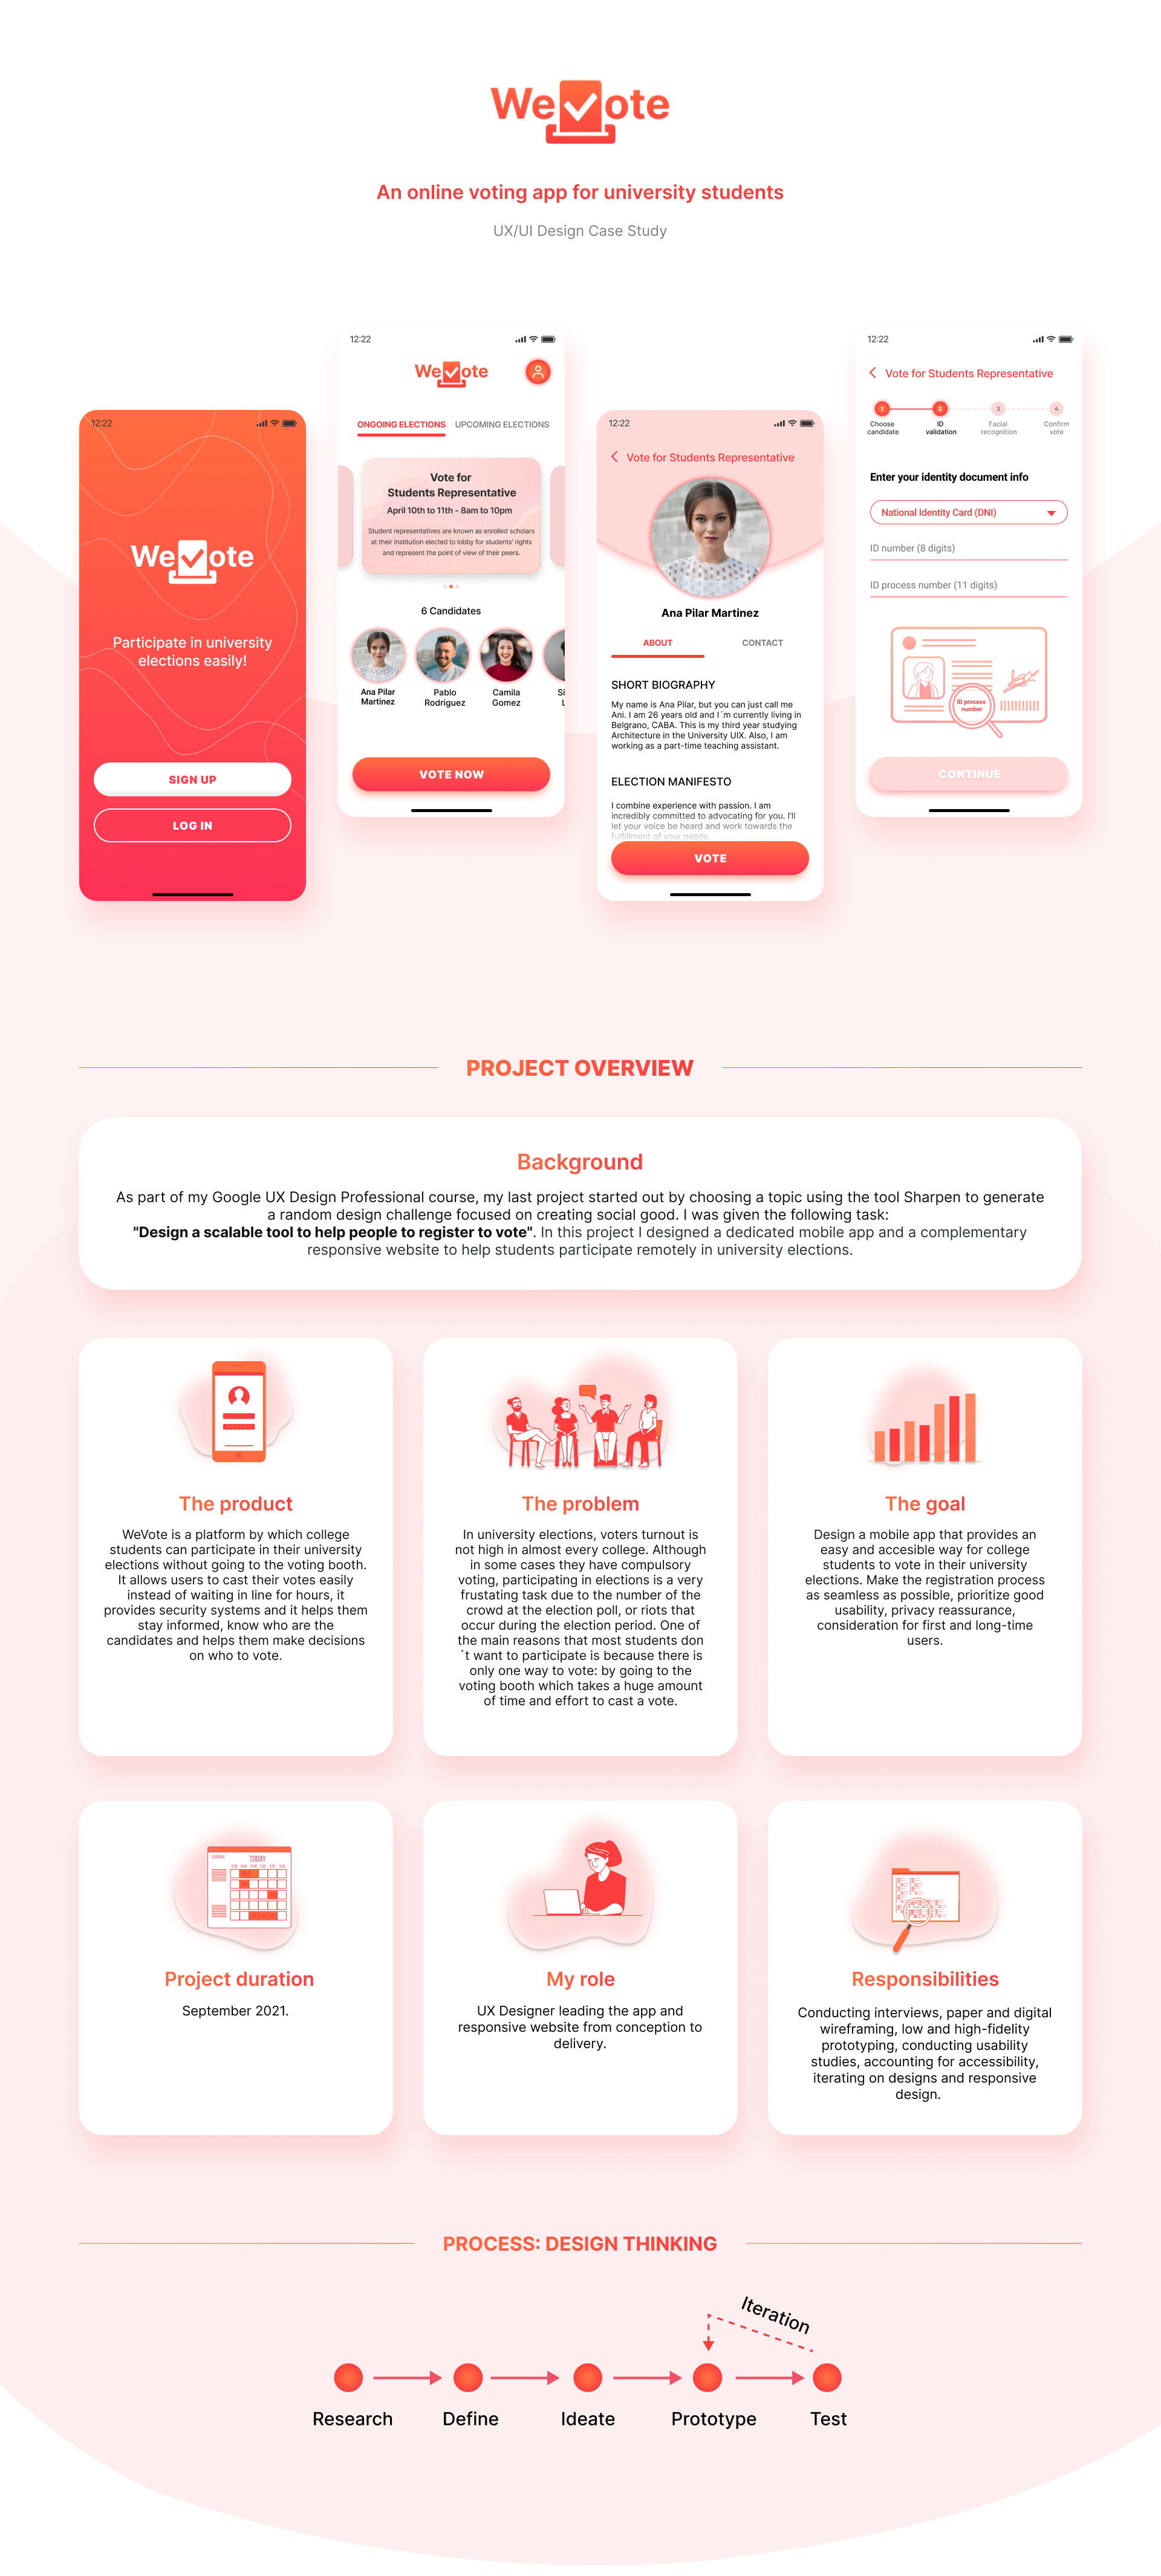 WeVote
An online voting app for university students
UX/UI Design Case Study
12:22
WeVote
Participate in university
elections easily!
SIGN UP
LOG IN
12:22
WeVote
ONGOING ELECTIONS UPCOMING ELECTIONS
Vote for
Students Representative
April 10th to 11th - 8am to 10pm
Student representatives are known as enrolled scholars
at their institution elected to lobby for students' rights
and represent the point of view of their peers.
6 Candidates
Ana Pilar
Martinez
Pablo
Rodriguez
Camila
Gomez
Si
L
VOTE NOW
12:22
Vote for Students Representative
Ana Pilar Martinez
ABOUT CONTACT
SHORT BIOGRAPHY
My name is Ana Pilar, but you can just call me
Ani. I am 26 years old and I´m currently living in
Belgrano, CABA. This is my third year studying
Architecture in the University UIX. Also, I am
working as a part-time teaching assistant.
ELECTION MANIFESTO
I combine experience with passion. I am
incredibly committed to advocating for you. I'll
let your voice be heard and work towards the
fulfillment of your needs.
VOTE
12:22
Vote for Students Representative
1 2 3 4
Choose
candidate
ID
validation
Facial
recognition
Confirm
vote
Enter your identity document info
National Identity Card (DNI)
ID number (8 digits)
ID process number (11 digits)
ID process
number
CONTINUE
PROJECT OVERVIEW
Background
As part of my Google UX Design Professional course, my last project started out by choosing a topic using the tool Sharpen to generate
a random design challenge focused on creating social good. I was given the following task:
"Design a scalable tool to help people to register to vote". In this project I designed a dedicated mobile app and a complementary
responsive website to help students participate remotely in university elections.
The product
WeVote is a platform by which college
students can participate in their university
elections without going to the voting booth.
It allows users to cast their votes easily
instead of waiting in line for hours, it
provides security systems and it helps them
stay informed, know who are the
candidates and helps them make decisions
on who to vote.
The problem
In university elections, voters turnout is
not high in almost every college. Although
in some cases they have compulsory
voting, participating in elections is a very
frustating task due to the number of the
crowd at the election poll, or riots that
occur during the election period. One of
the main reasons that most students don
´t want to participate is because there is
only one way to vote: by going to the
voting booth which takes a huge amount
of time and effort to cast a vote.
The goal
Design a mobile app that provides an
easy and accesible way for college
students to vote in their university
elections. Make the registration process
as seamless as possible, prioritize good
usability, privacy reassurance,
consideration for first and long-time
users.
TODAY
Project duration
September 2021.
My role
UX Designer leading the app and
responsive website from conception to
delivery.
Responsibilities
Conducting interviews, paper and digital
wireframing, low and high-fidelity
prototyping, conducting usability
studies, accounting for accessibility,
iterating on designs and responsive
design.
PROCESS: DESIGN THINKING
Iteration
Research Define Ideate Prototype Test